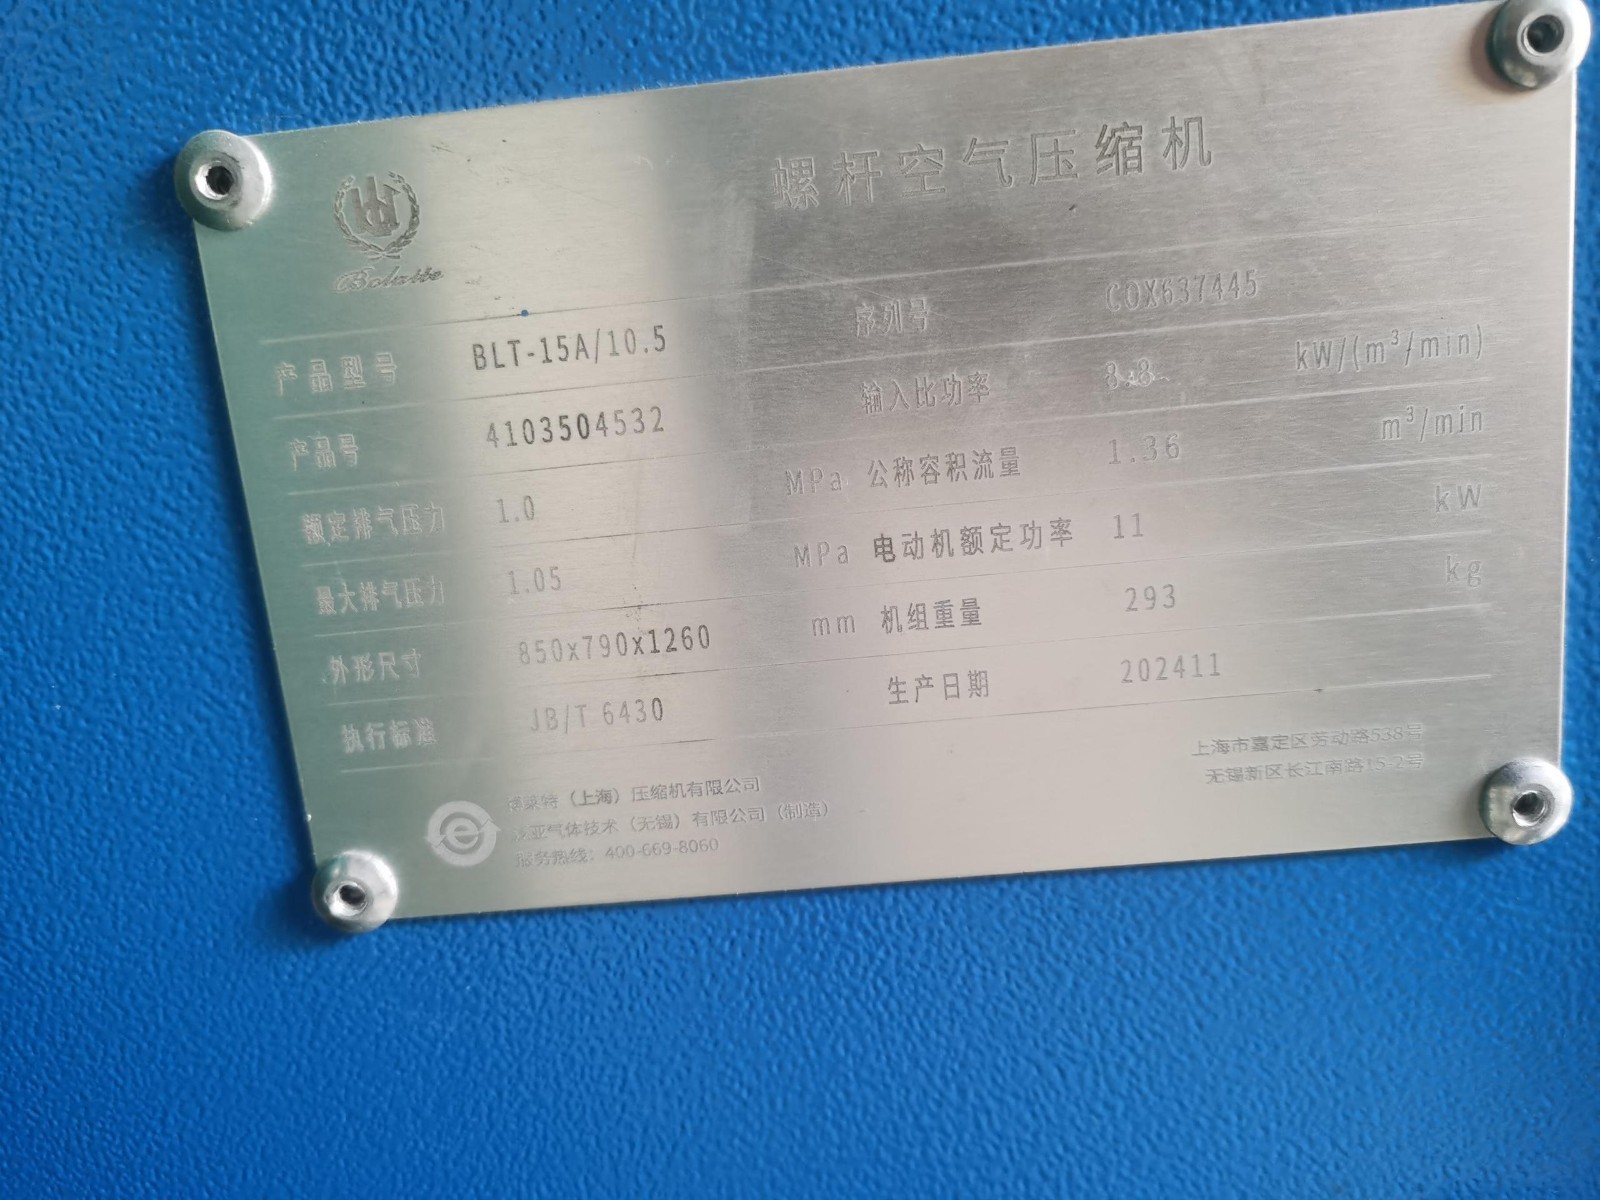 Bolaite
螺杆空气压缩机
产品型号 BLT-15A/10.5 序列号 COX637445
产品号 4103504532 输入比功率 8.8 kW/(m³/min)
额定排气压力 1.0 MPa 公称容积流量 1.36 m³/min
最大排气压力 1.05 MPa 电动机额定功率 11 kW
外形尺寸 850x790x1260 mm 机组重量 293 kg
执行标准 JB/T 6430 生产日期 202411
博莱特（上海）压缩机有限公司 上海市嘉定区劳动路538号
亚气体技术（无锡）有限公司（制造） 无锡新区长江南路15-2号
服务热线：400-669-8060